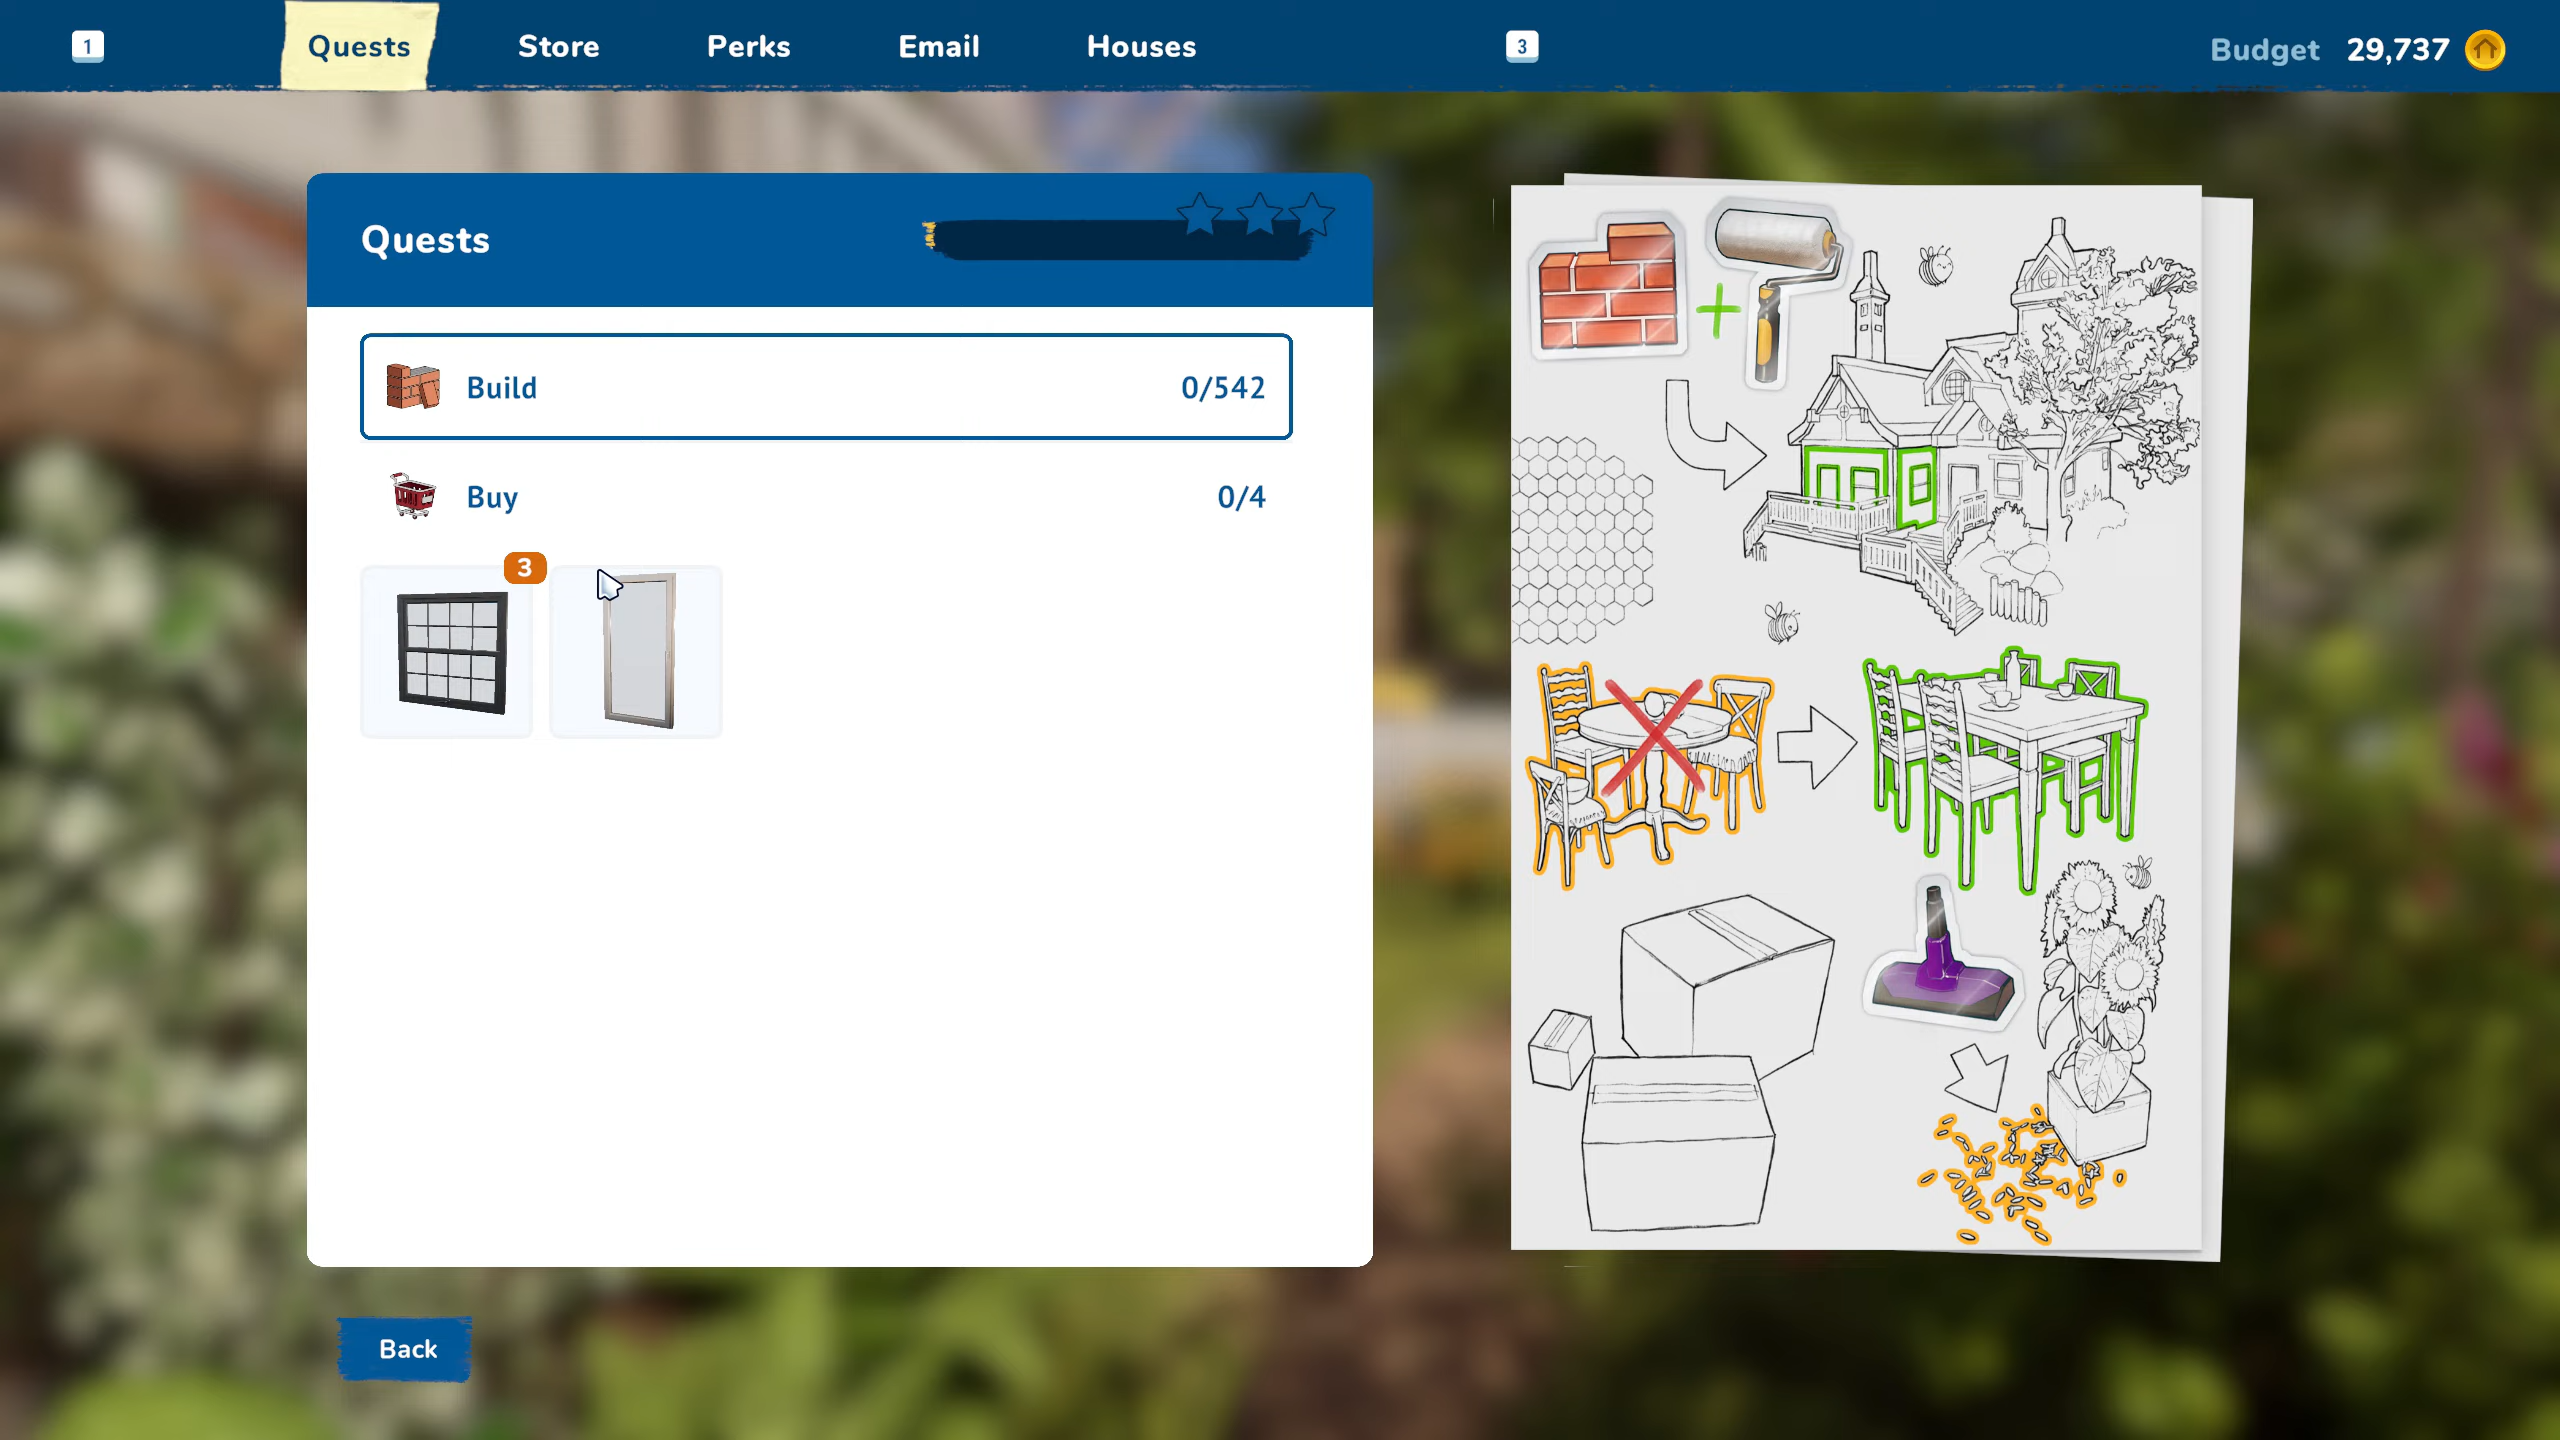 1 Quests Store Perks Email Houses 3 Budget 29,737
Quests
Build 0/542
Buy 0/4
3
Back